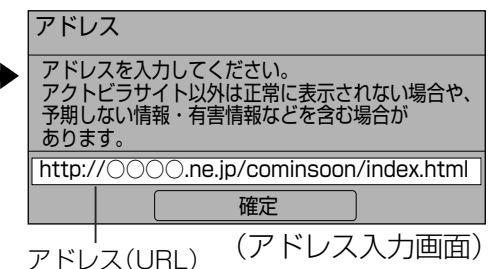 アドレス
アドレスを入力してください。
アクトビラサイト以外は正常に表示されない場合や、
予期しない情報・有害情報などを含む場合が
あります。
http://○○○○.ne.jp/cominsoon/index.html
確定
アドレス(URL)
(アドレス入力画面)